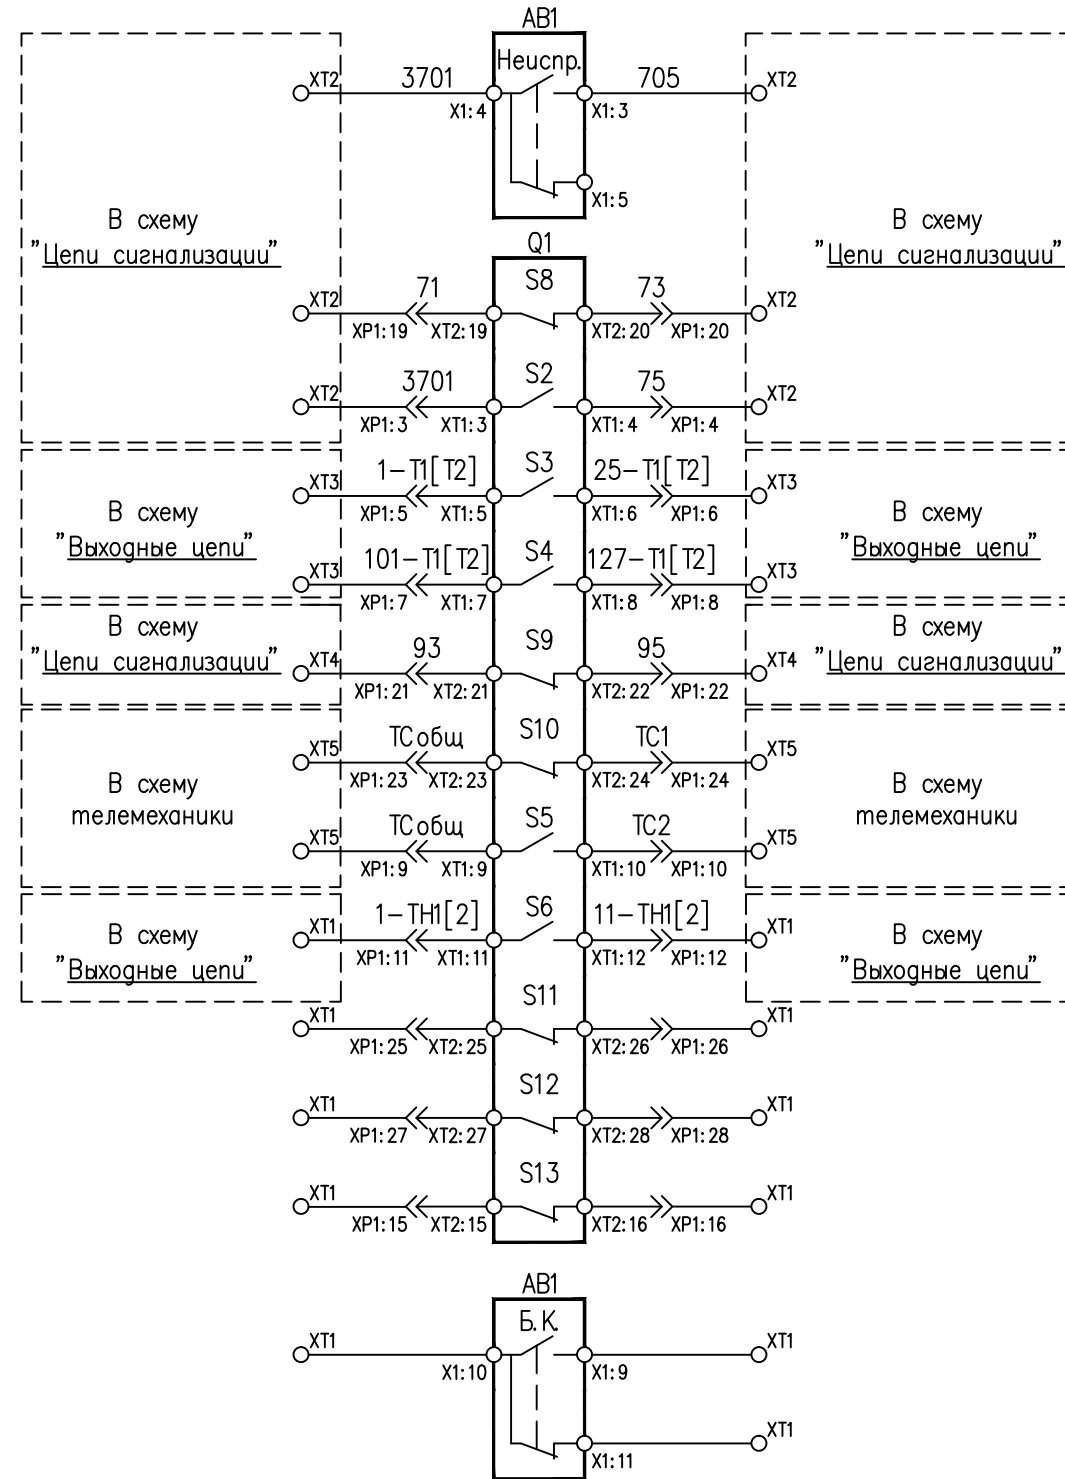 АВ1
Неиспр.
ХТ2 3701 705 ХТ2
X1:4 X1:3
X1:5
В схему В схему
"Цепи сигнализации" "Цепи сигнализации"
Q1
ХТ2 71 S8 73 ХТ2
ХР1:19 ХТ2:19 ХТ2:20 ХР1:20
ХТ2 3701 S2 75 ХТ2
ХР1:3 ХТ1:3 ХТ1:4 ХР1:4
ХТ3 1-Т1[Т2] S3 25-Т1[Т2] ХТ3
ХР1:5 ХТ1:5 ХТ1:6 ХР1:6
В схему В схему
"Выходные цепи" "Выходные цепи"
ХТ3 101-Т1[Т2] S4 127-Т1[Т2] ХТ3
ХР1:7 ХТ1:7 ХТ1:8 ХР1:8
В схему В схему
"Цепи сигнализации" "Цепи сигнализации"
ХТ4 93 S9 95 ХТ4
ХР1:21 ХТ2:21 ХТ2:22 ХР1:22
ХТ5 ТСобщ S10 ТС1 ХТ5
ХР1:23 ХТ2:23 ХТ2:24 ХР1:24
В схему В схему
телемеханики телемеханики
ХТ5 ТСобщ S5 ТС2 ХТ5
ХР1:9 ХТ1:9 ХТ1:10 ХР1:10
ХТ1 1-ТН1[2] S6 11-ТН1[2] ХТ1
ХР1:11 ХТ1:11 ХТ1:12 ХР1:12
В схему В схему
"Выходные цепи" "Выходные цепи"
ХТ1 S11 ХТ1
ХР1:25 ХТ2:25 ХТ2:26 ХР1:26
ХТ1 S12 ХТ1
ХР1:27 ХТ2:27 ХТ2:28 ХР1:28
ХТ1 S13 ХТ1
ХР1:15 ХТ2:15 ХТ2:16 ХР1:16
АВ1
Б.К.
ХТ1 ХТ1
X1:10 X1:9
ХТ1
X1:11